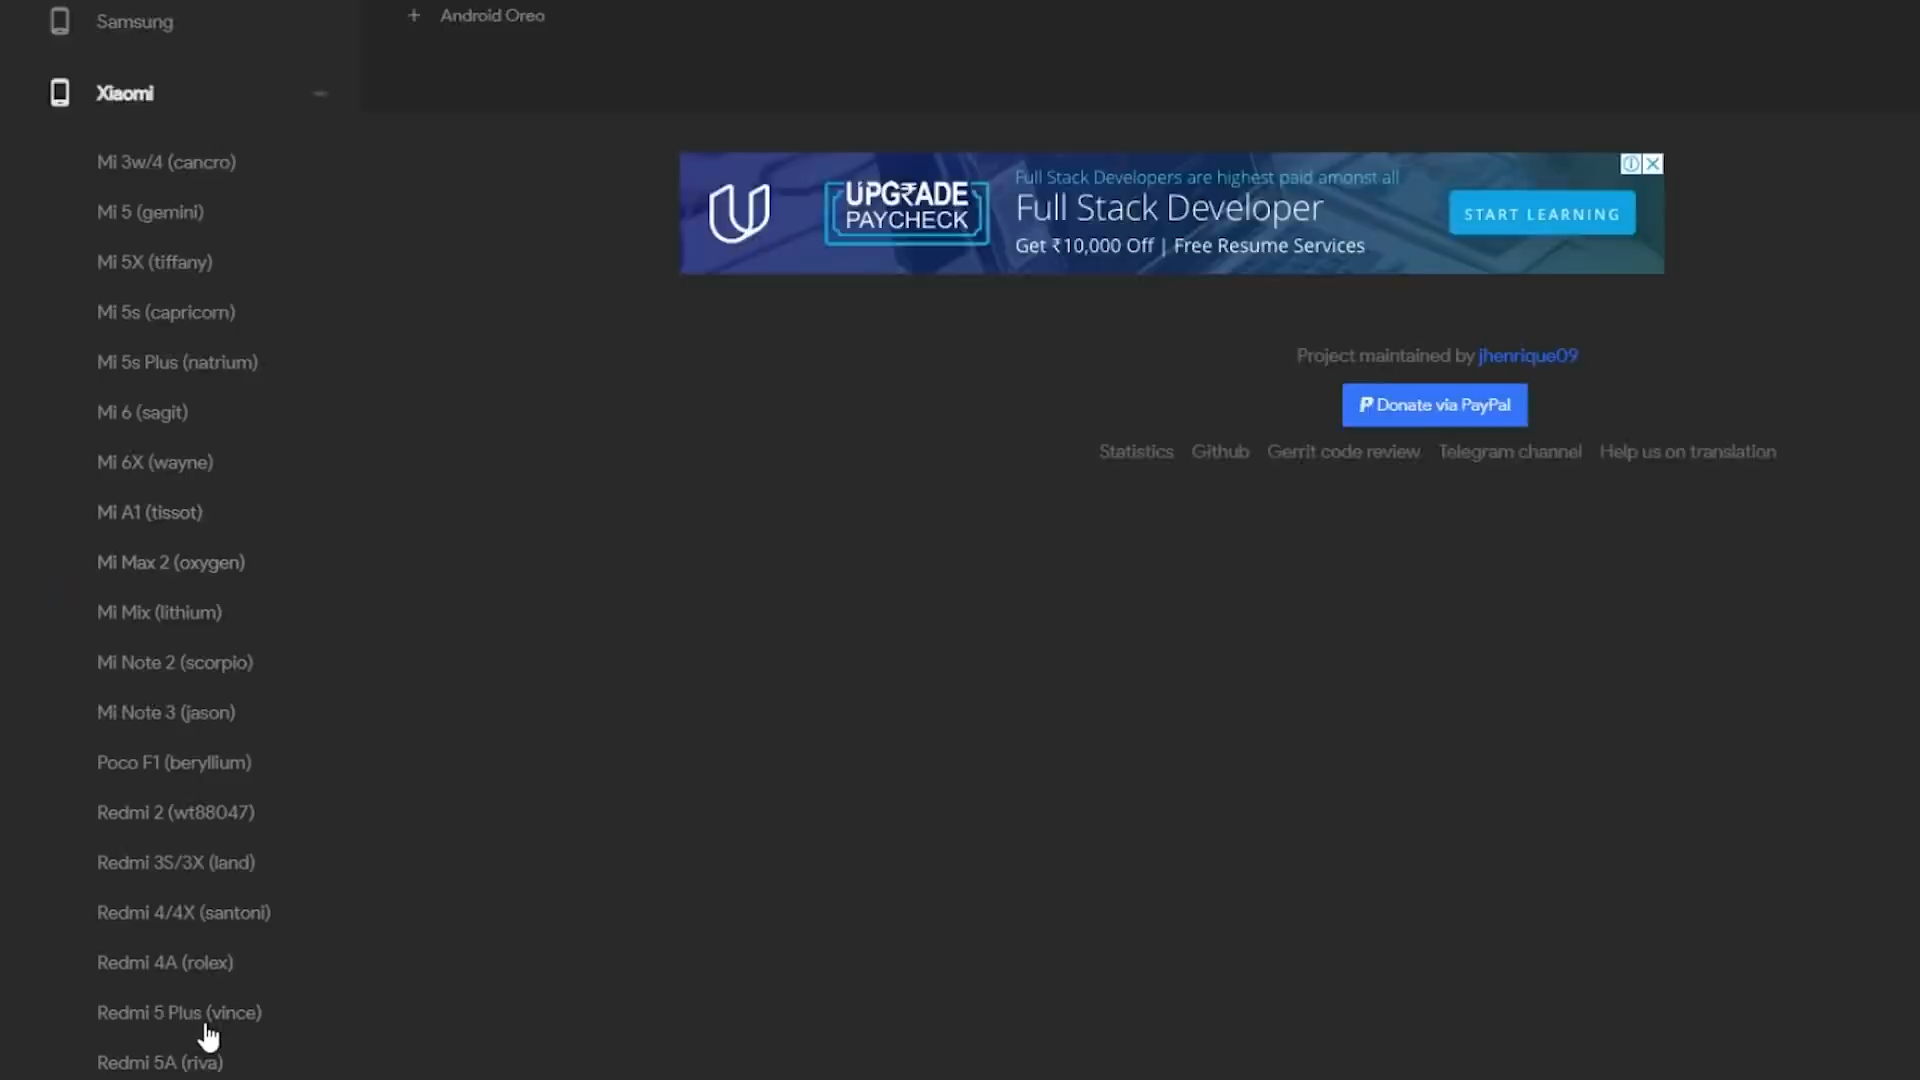 Samsung
+ Android Oreo
Xiaomi
Mi 3w/4 (cancro)
Mi 5 (gemini)
Mi 5X (tiffany)
Mi 5s (capricorn)
Mi 5s Plus (natrium)
Mi 6 (sagit)
Mi 6X (wayne)
Mi A1 (tissot)
Mi Max 2 (oxygen)
Mi Mix (lithium)
Mi Note 2 (scorpio)
Mi Note 3 (jason)
Poco F1 (beryllium)
Redmi 2 (wt88047)
Redmi 3S/3X (land)
Redmi 4/4X (santoni)
Redmi 4A (rolex)
Redmi 5 Plus (vince)
Redmi 5A (riva)
UPG₹ADE
PAYCHECK
Full Stack Developers are highest paid amonst all
Full Stack Developer
Get ₹10,000 Off | Free Resume Services
START LEARNING
Project maintained by jhenrique09
Donate via PayPal
Statistics Github Gerrit code review Telegram channel Help us on translation